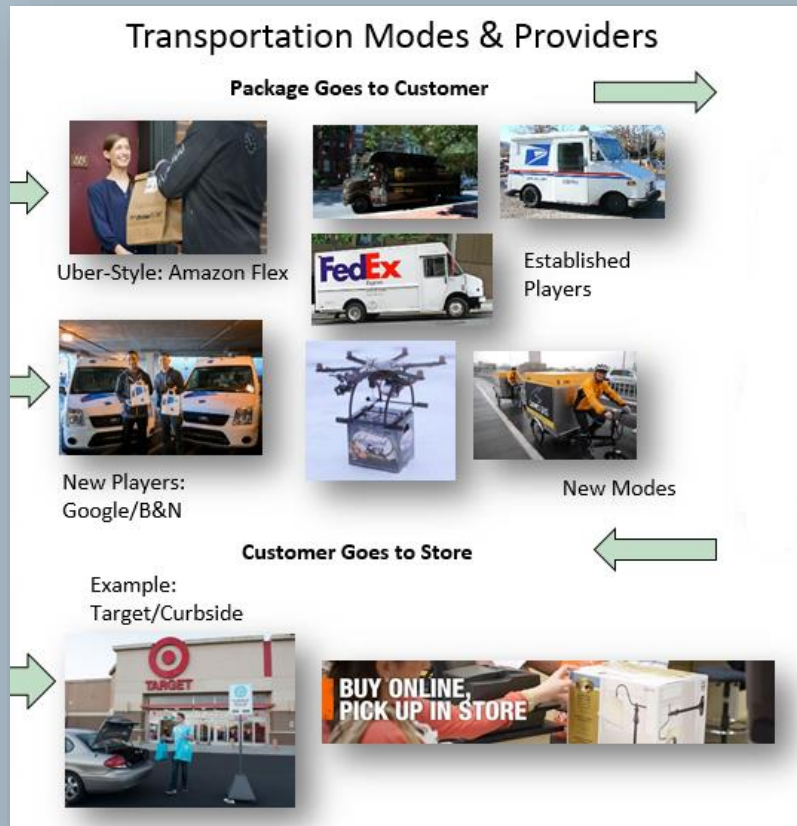 Transportation Modes & Providers
Package Goes to Customer
Uber-Style: Amazon Flex
FedEx
Express
Established
Players
New Players:
Google/B&N
New Modes
Customer Goes to Store
Example:
Target/Curbside
TARGET
BUY ONLINE,
PICK UP IN STORE